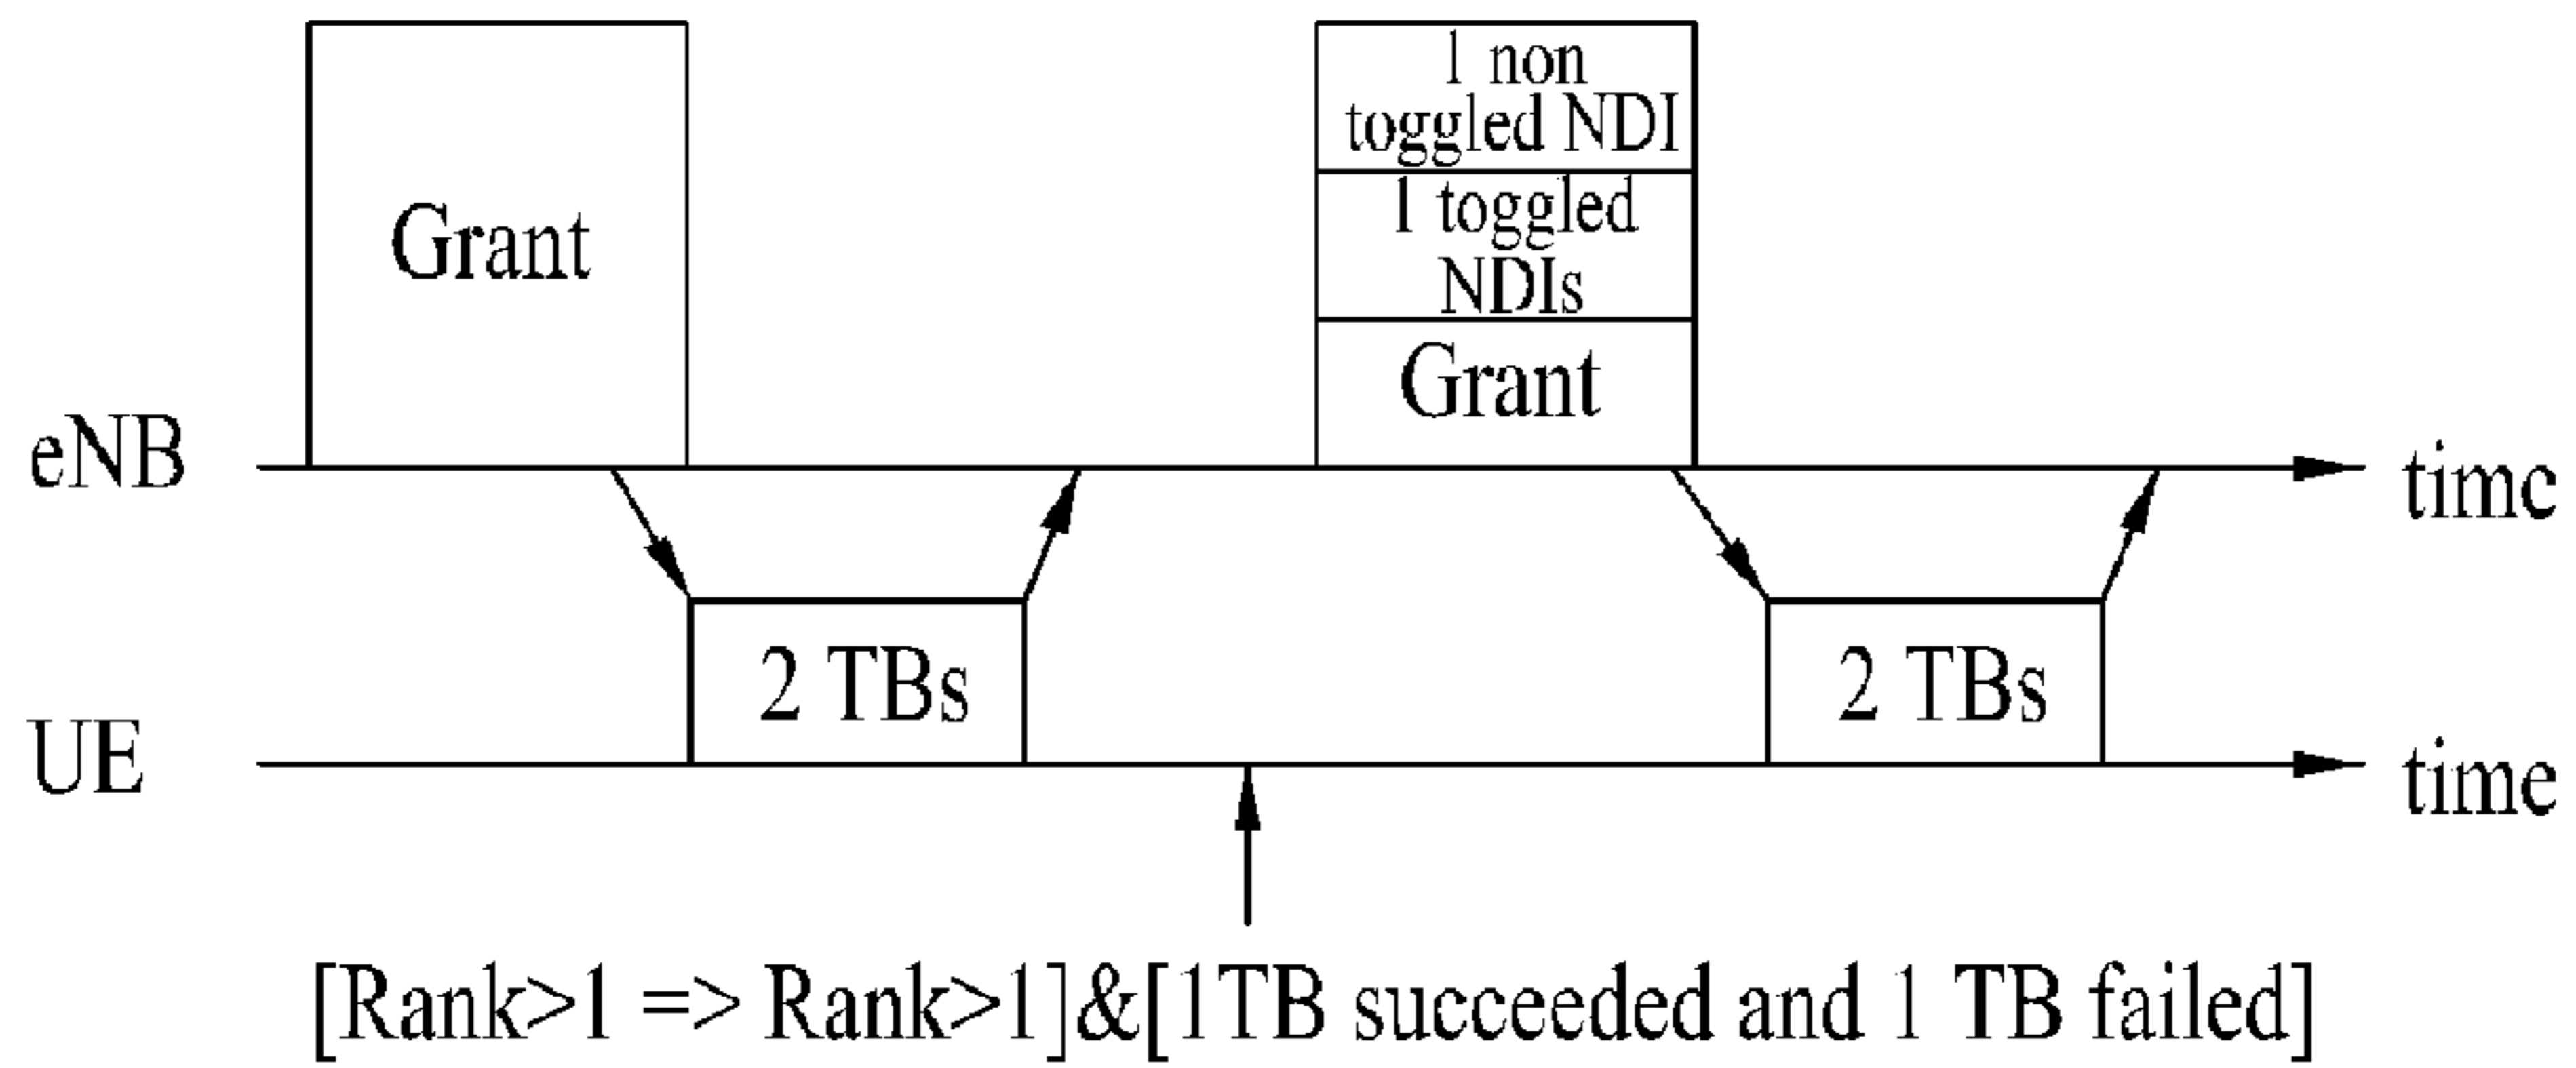 1 non
toggled NDI
1 toggled
NDIs
Grant
Grant
eNB
timc
2 TBs
2 TBs
UE
time
[Rank>1 => Rank>1]&[1TB succeeded and 1 TB failed]